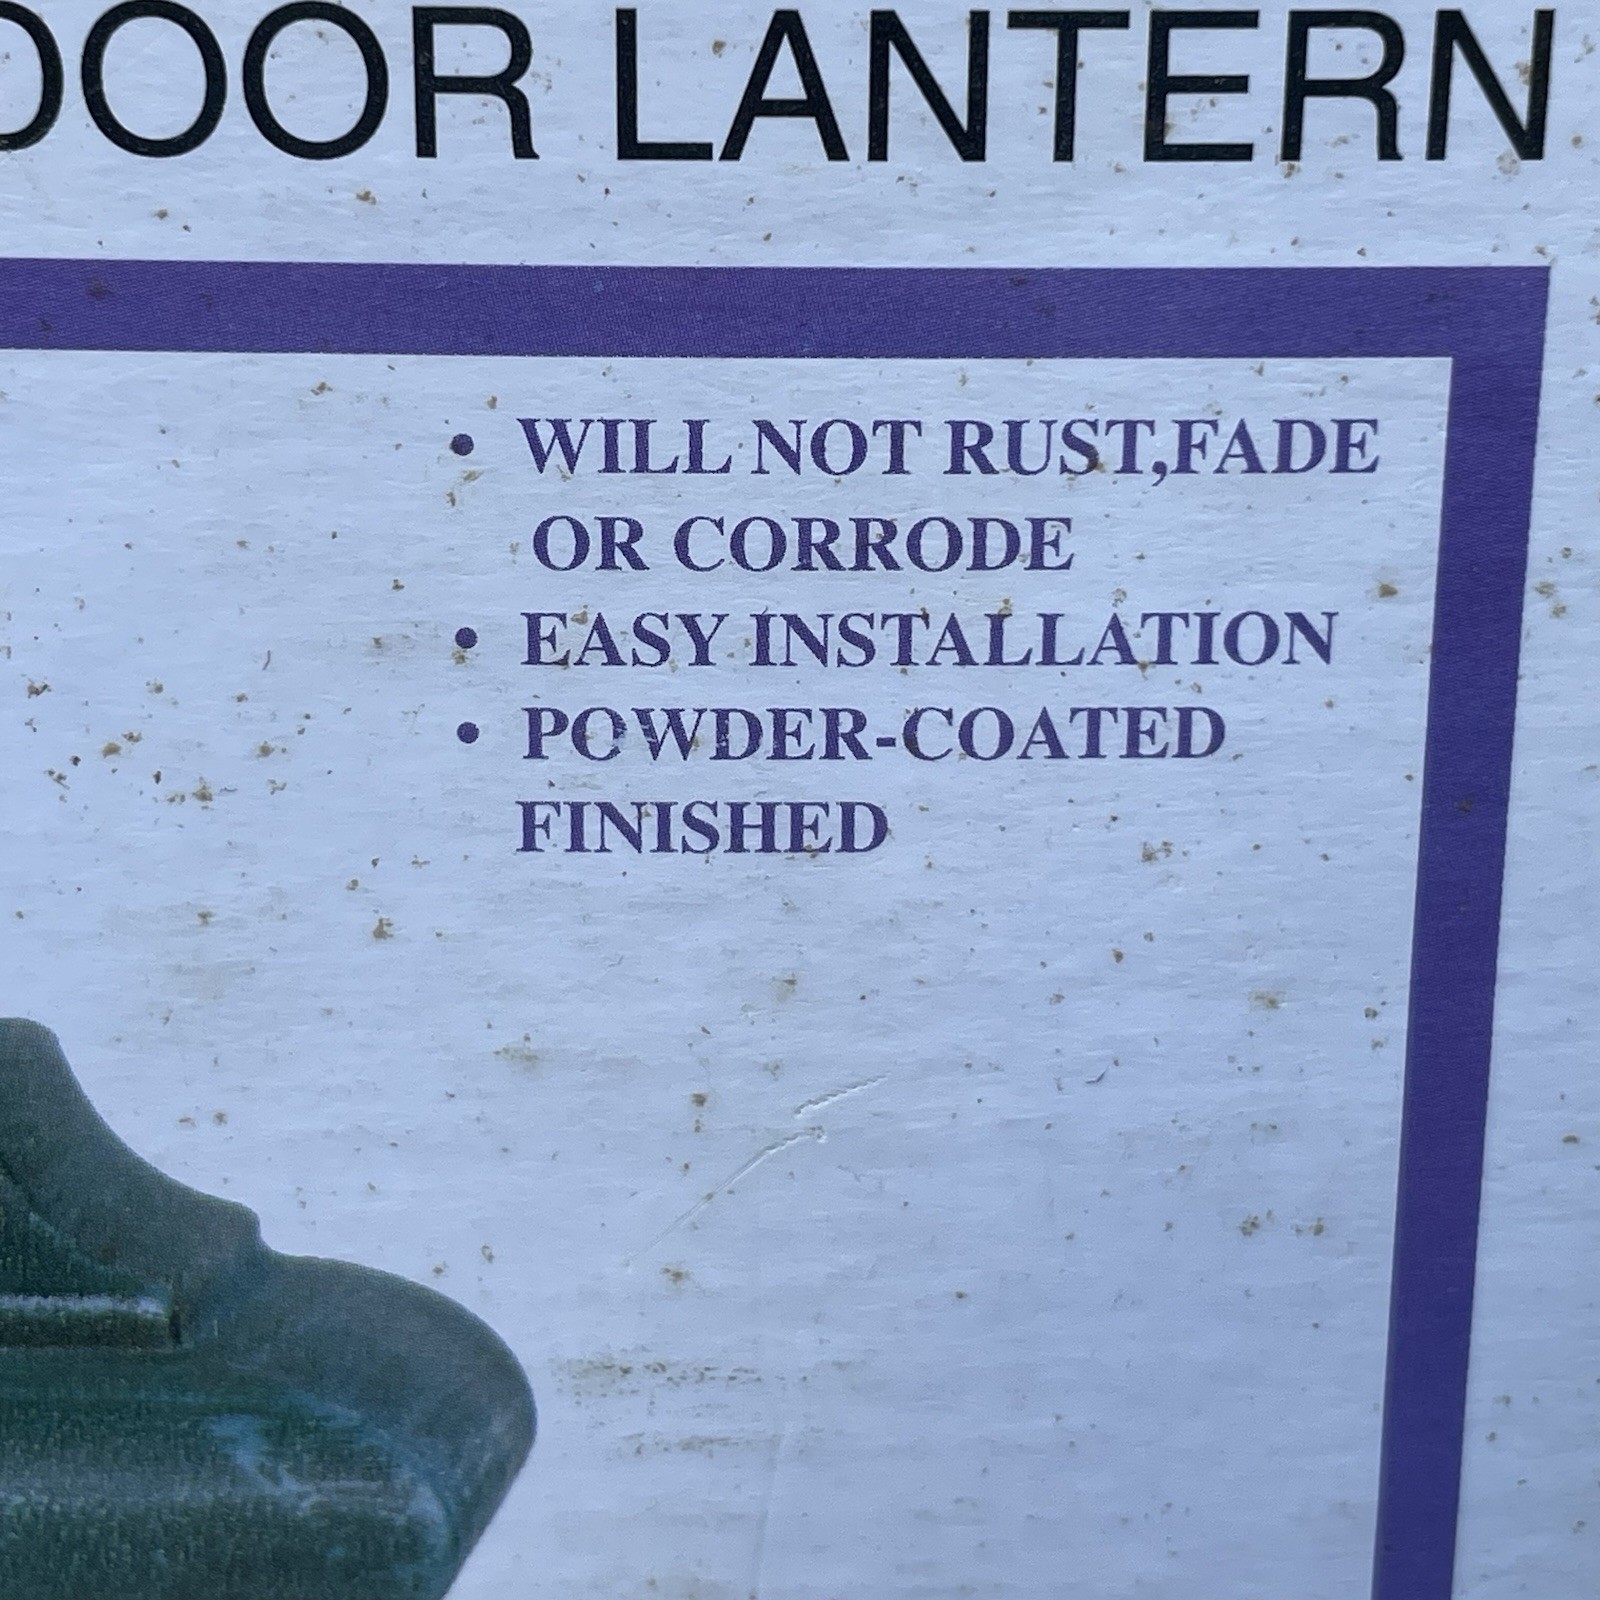 DOOR LANTERN
• WILL NOT RUST,FADE
OR CORRODE
• EASY INSTALLATION
• POWDER-COATED
FINISHED